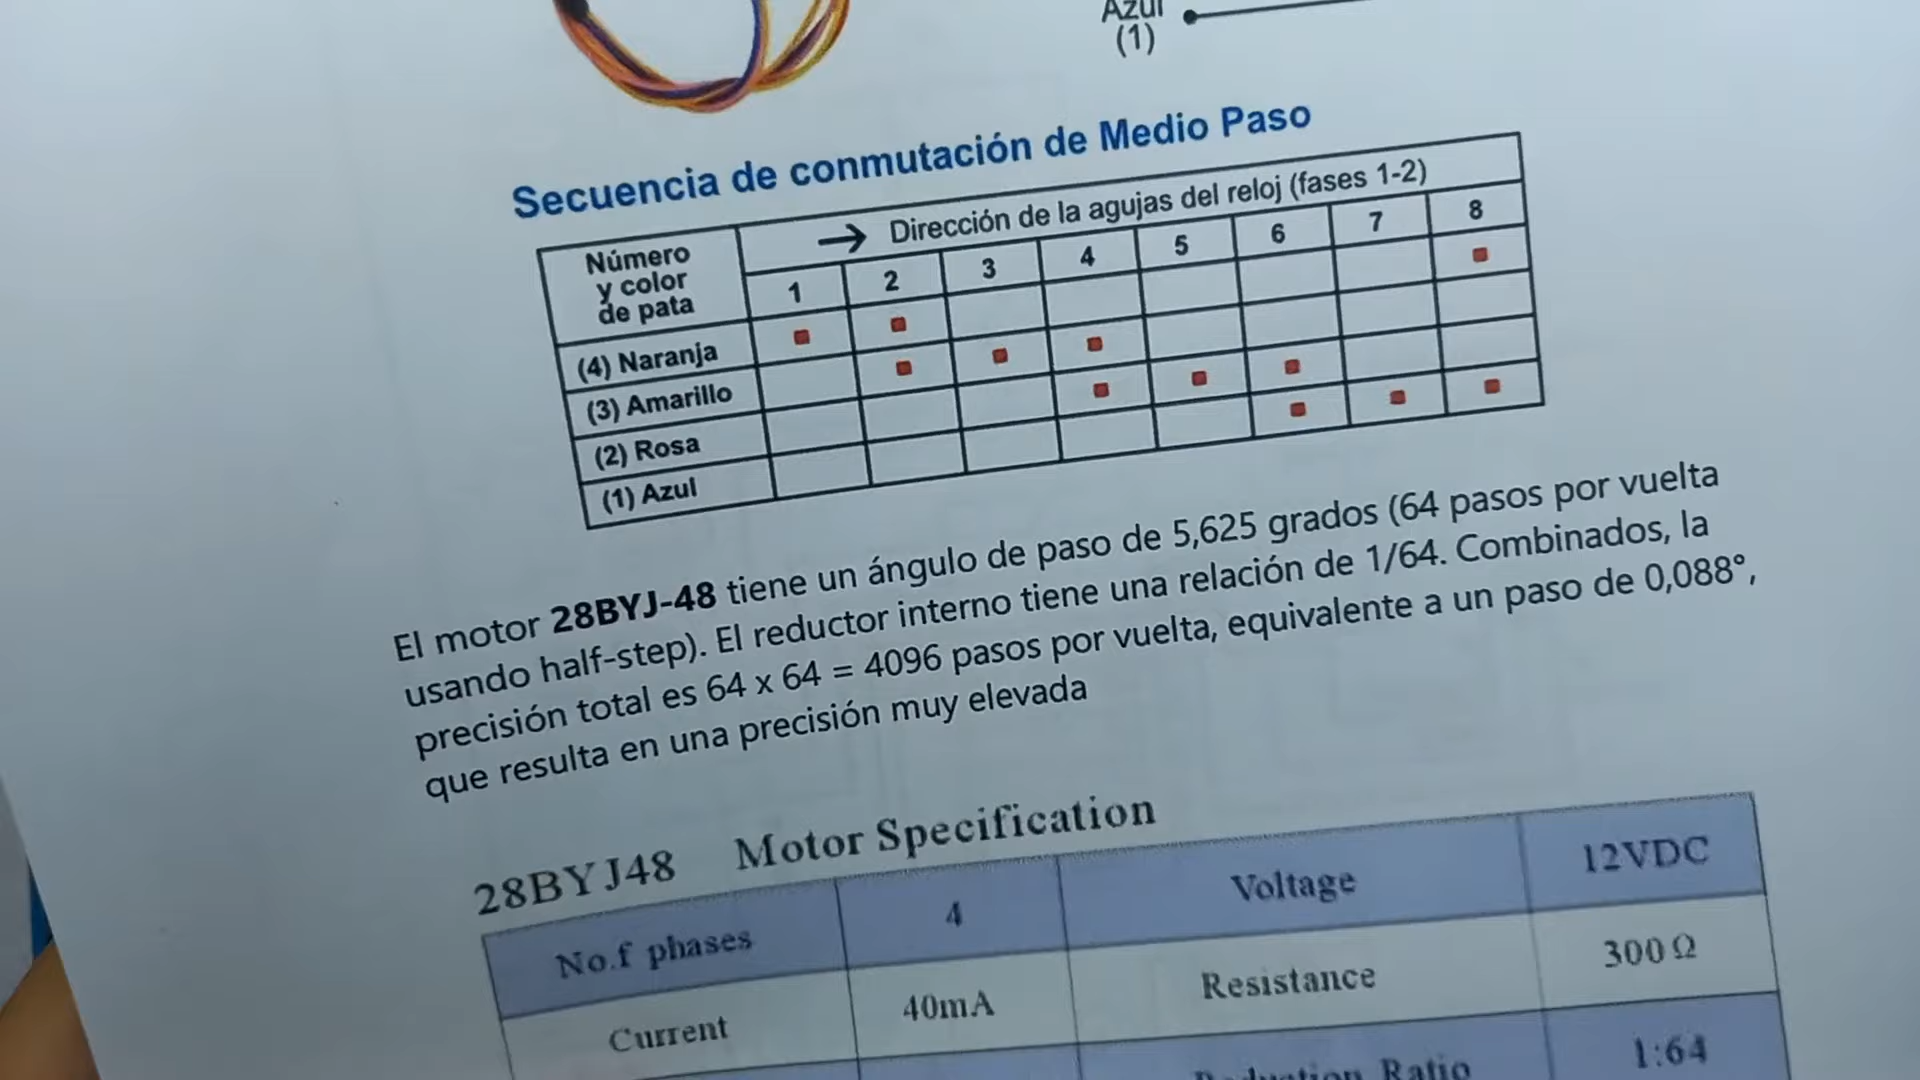 Azul
(1)
Secuencia de conmutación de Medio Paso
Número
y color
de pata
→ Dirección de la agujas del reloj (fases 1-2)
1 2 3 4 5 6 7 8
(4) Naranja
(3) Amarillo
(2) Rosa
(1) Azul
El motor 28BYJ-48 tiene un ángulo de paso de 5,625 grados (64 pasos por vuelta
usando half-step). El reductor interno tiene una relación de 1/64. Combinados, la
precisión total es 64 x 64 = 4096 pasos por vuelta, equivalente a un paso de 0,088°,
que resulta en una precisión muy elevada
28BYJ48 Motor Specification
No.f phases 4 Voltage 12VDC
Current 40mA Resistance 300 Ω
Reduction Ratio 1:64